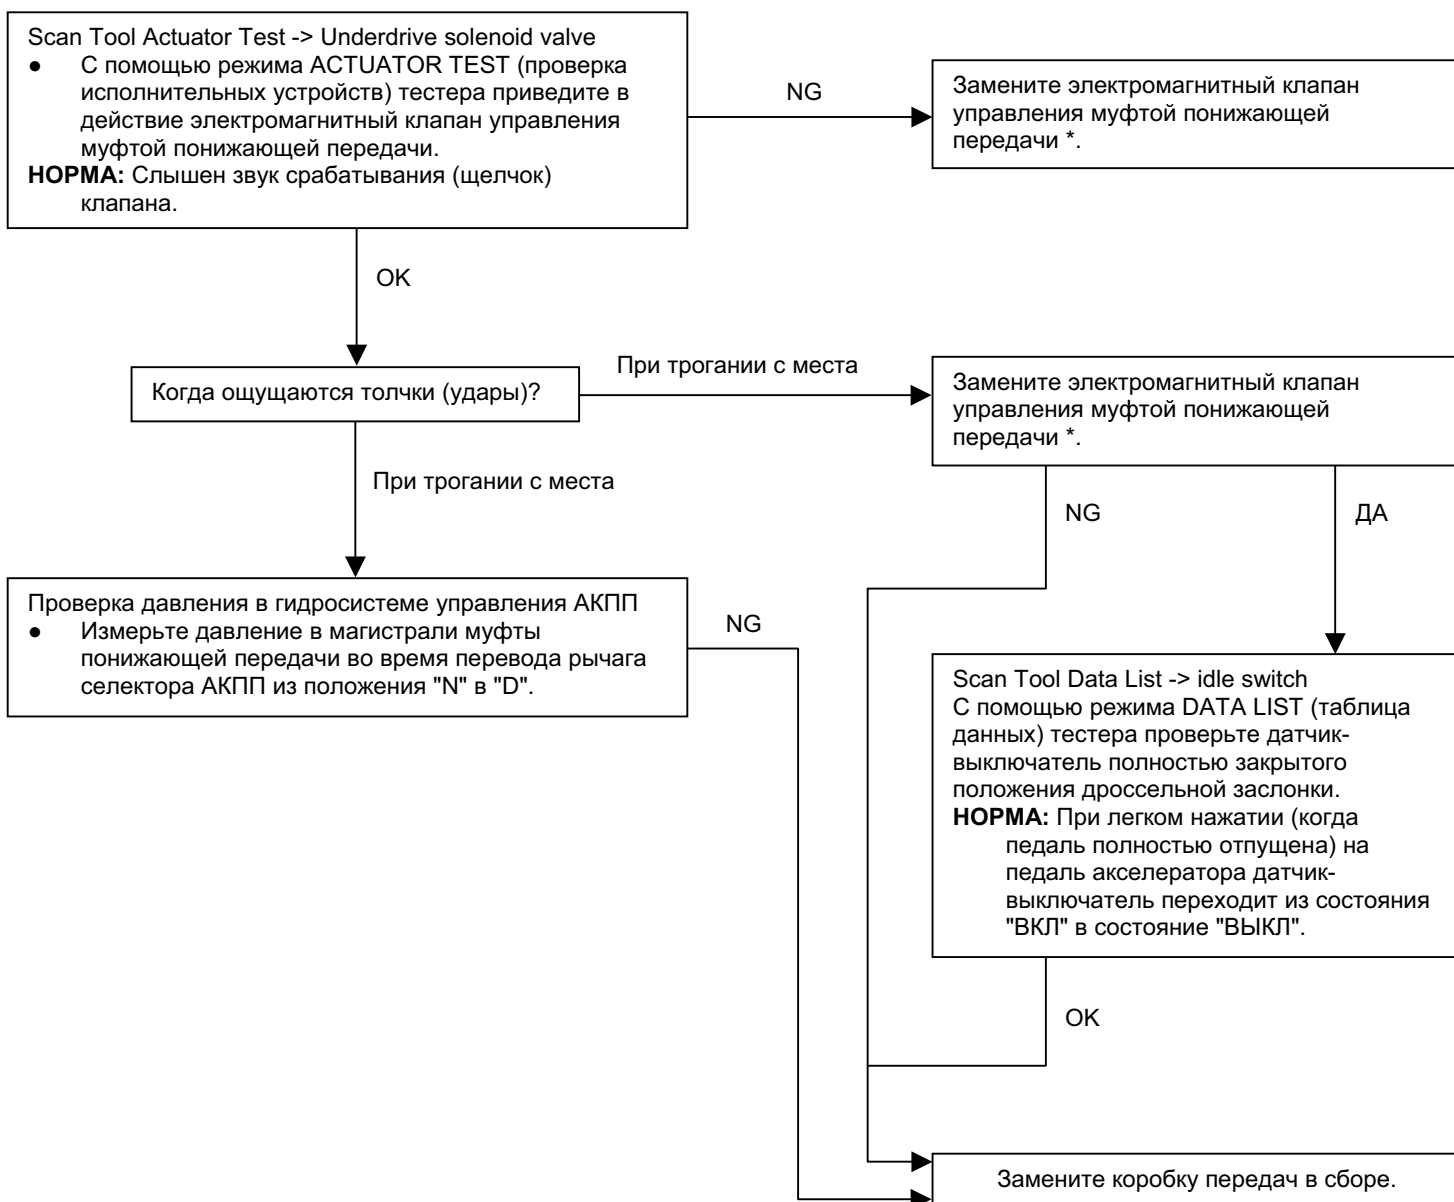 Scan Tool Actuator Test -> Underdrive solenoid valve
● С помощью режима ACTUATOR TEST (проверка
исполнительных устройств) тестера приведите в
действие электромагнитный клапан управления
муфтой понижающей передачи.
НОРМА: Слышен звук срабатывания (щелчок)
клапана.
NG
Замените электромагнитный клапан
управления муфтой понижающей
передачи *.
OK
Когда ощущаются толчки (удары)?
При трогании с места
Замените электромагнитный клапан
управления муфтой понижающей
передачи *.
При трогании с места
NG
ДА
Проверка давления в гидросистеме управления АКПП
● Измерьте давление в магистрали муфты
понижающей передачи во время перевода рычага
селектора АКПП из положения "N" в "D".
NG
Scan Tool Data List -> idle switch
С помощью режима DATA LIST (таблица
данных) тестера проверьте датчик-
выключатель полностью закрытого
положения дроссельной заслонки.
НОРМА: При легком нажатии (когда
педаль полностью отпущена) на
педаль акселератора датчик-
выключатель переходит из состояния
"ВКЛ" в состояние "ВЫКЛ".
OK
Замените коробку передач в сборе.